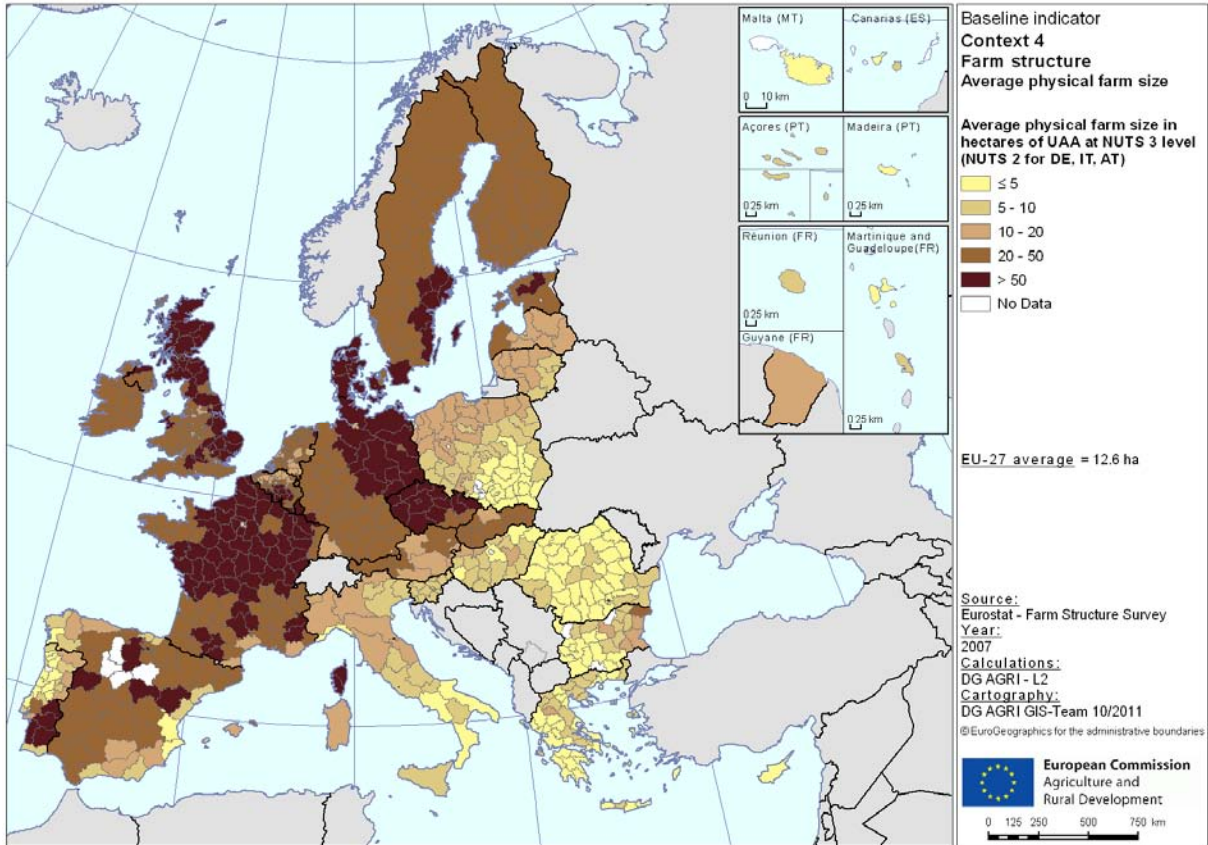 Malta (MT)
Canarias (ES)
0 10 km
0 25 km
Açores (PT)
Madeira (PT)
0 25 km
0 25 km
Réunion (FR)
Martinique and
Guadeloupe(FR)
0 25 km
Guyane (FR)
0 25 km
Baseline indicator
Context 4
Farm structure
Average physical farm size
Average physical farm size in
hectares of UAA at NUTS 3 level
(NUTS 2 for DE, IT, AT)
≤ 5
5 - 10
10 - 20
20 - 50
> 50
No Data
EU-27 average = 12.6 ha
Source:
Eurostat - Farm Structure Survey
Year:
2007
Calculations:
DG AGRI - L2
Cartography:
DG AGRI GIS-Team 10/2011
© EuroGeographics for the administrative boundaries
European Commission
Agriculture and
Rural Development
0 125 250 500 750 km